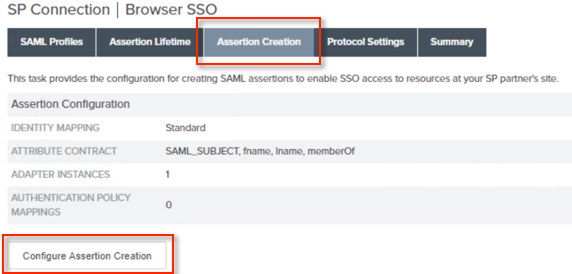 SP Connection | Browser SSO
SAML Profiles Assertion Lifetime Assertion Creation Protocol Settings Summary
This task provides the configuration for creating SAML assertions to enable SSO access to resources at your SP partner's site.
Assertion Configuration
IDENTITY MAPPING Standard
ATTRIBUTE CONTRACT SAML_SUBJECT, fname, lname, memberOf
ADAPTER INSTANCES 1
AUTHENTICATION POLICY
MAPPINGS 0
Configure Assertion Creation